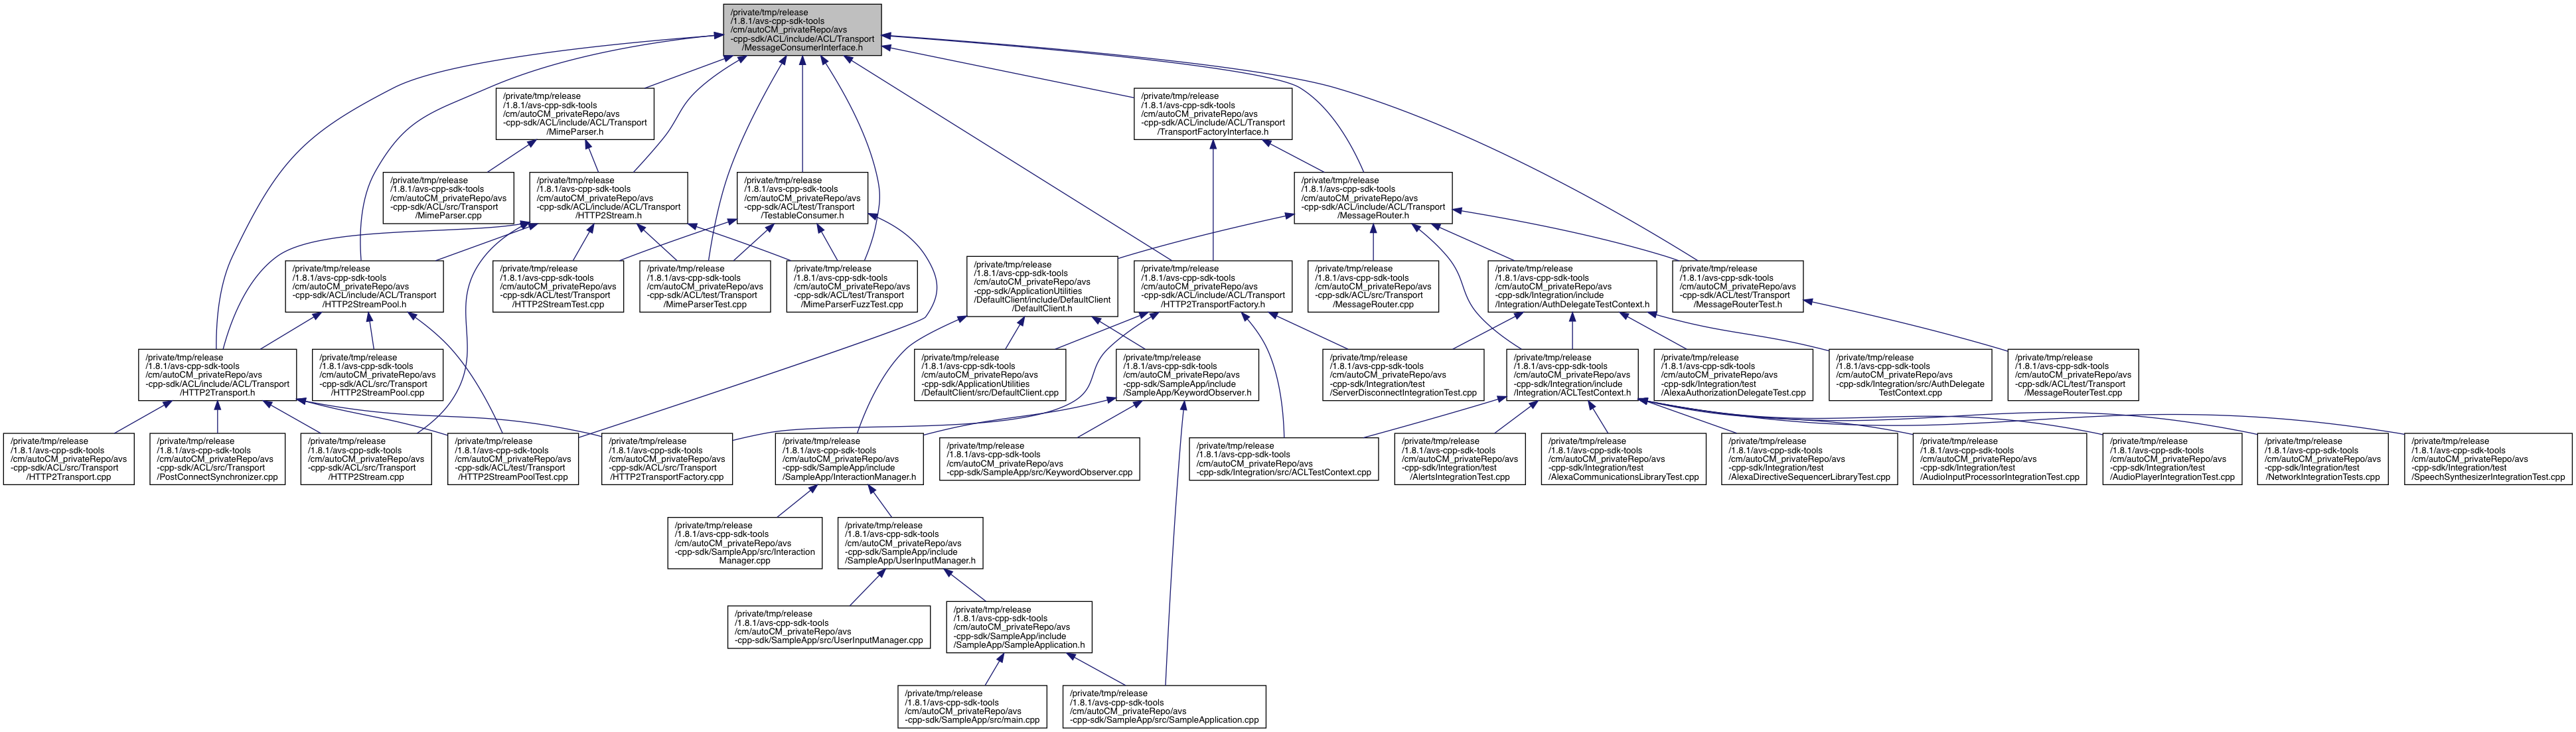 /private/tmp/release
/1.8.1/avs-cpp-sdk-tools
/cm/autoCM_privateRepo/avs
-cpp-sdk/ACL/include/ACL/Transport
/MessageConsumerInterface.h
/private/tmp/release
/1.8.1/avs-cpp-sdk-tools
/cm/autoCM_privateRepo/avs
-cpp-sdk/ACL/include/ACL/Transport
/MimeParser.h
/private/tmp/release
/1.8.1/avs-cpp-sdk-tools
/cm/autoCM_privateRepo/avs
-cpp-sdk/ACL/include/ACL/Transport
/TransportFactoryInterface.h
/private/tmp/release
/1.8.1/avs-cpp-sdk-tools
/cm/autoCM_privateRepo/avs
-cpp-sdk/ACL/src/Transport
/MimeParser.cpp
/private/tmp/release
/1.8.1/avs-cpp-sdk-tools
/cm/autoCM_privateRepo/avs
-cpp-sdk/ACL/include/ACL/Transport
/HTTP2Stream.h
/private/tmp/release
/1.8.1/avs-cpp-sdk-tools
/cm/autoCM_privateRepo/avs
-cpp-sdk/ACL/test/Transport
/TestableConsumer.h
/private/tmp/release
/1.8.1/avs-cpp-sdk-tools
/cm/autoCM_privateRepo/avs
-cpp-sdk/ACL/include/ACL/Transport
/MessageRouter.h
/private/tmp/release
/1.8.1/avs-cpp-sdk-tools
/cm/autoCM_privateRepo/avs
-cpp-sdk/ACL/include/ACL/Transport
/HTTP2StreamPool.h
/private/tmp/release
/1.8.1/avs-cpp-sdk-tools
/cm/autoCM_privateRepo/avs
-cpp-sdk/ACL/test/Transport
/HTTP2StreamTest.cpp
/private/tmp/release
/1.8.1/avs-cpp-sdk-tools
/cm/autoCM_privateRepo/avs
-cpp-sdk/ACL/test/Transport
/MimeParserTest.cpp
/private/tmp/release
/1.8.1/avs-cpp-sdk-tools
/cm/autoCM_privateRepo/avs
-cpp-sdk/ACL/test/Transport
/MimeParserFuzzTest.cpp
/private/tmp/release
/1.8.1/avs-cpp-sdk-tools
/cm/autoCM_privateRepo/avs
-cpp-sdk/ApplicationUtilities
/DefaultClient/include/DefaultClient
/DefaultClient.h
/private/tmp/release
/1.8.1/avs-cpp-sdk-tools
/cm/autoCM_privateRepo/avs
-cpp-sdk/ACL/include/ACL/Transport
/HTTP2TransportFactory.h
/private/tmp/release
/1.8.1/avs-cpp-sdk-tools
/cm/autoCM_privateRepo/avs
-cpp-sdk/ACL/src/Transport
/MessageRouter.cpp
/private/tmp/release
/1.8.1/avs-cpp-sdk-tools
/cm/autoCM_privateRepo/avs
-cpp-sdk/Integration/include
/Integration/AuthDelegateTestContext.h
/private/tmp/release
/1.8.1/avs-cpp-sdk-tools
/cm/autoCM_privateRepo/avs
-cpp-sdk/ACL/test/Transport
/MessageRouterTest.h
/private/tmp/release
/1.8.1/avs-cpp-sdk-tools
/cm/autoCM_privateRepo/avs
-cpp-sdk/ACL/include/ACL/Transport
/HTTP2Transport.h
/private/tmp/release
/1.8.1/avs-cpp-sdk-tools
/cm/autoCM_privateRepo/avs
-cpp-sdk/ACL/src/Transport
/HTTP2StreamPool.cpp
/private/tmp/release
/1.8.1/avs-cpp-sdk-tools
/cm/autoCM_privateRepo/avs
-cpp-sdk/ApplicationUtilities
/DefaultClient/src/DefaultClient.cpp
/private/tmp/release
/1.8.1/avs-cpp-sdk-tools
/cm/autoCM_privateRepo/avs
-cpp-sdk/SampleApp/include
/SampleApp/KeywordObserver.h
/private/tmp/release
/1.8.1/avs-cpp-sdk-tools
/cm/autoCM_privateRepo/avs
-cpp-sdk/Integration/test
/ServerDisconnectIntegrationTest.cpp
/private/tmp/release
/1.8.1/avs-cpp-sdk-tools
/cm/autoCM_privateRepo/avs
-cpp-sdk/Integration/include
/Integration/ACLTestContext.h
/private/tmp/release
/1.8.1/avs-cpp-sdk-tools
/cm/autoCM_privateRepo/avs
-cpp-sdk/Integration/test
/AlexaAuthorizationDelegateTest.cpp
/private/tmp/release
/1.8.1/avs-cpp-sdk-tools
/cm/autoCM_privateRepo/avs
-cpp-sdk/Integration/src/AuthDelegate
TestContext.cpp
/private/tmp/release
/1.8.1/avs-cpp-sdk-tools
/cm/autoCM_privateRepo/avs
-cpp-sdk/ACL/test/Transport
/MessageRouterTest.cpp
/private/tmp/release
/1.8.1/avs-cpp-sdk-tools
/cm/autoCM_privateRepo/avs
-cpp-sdk/ACL/src/Transport
/HTTP2Transport.cpp
/private/tmp/release
/1.8.1/avs-cpp-sdk-tools
/cm/autoCM_privateRepo/avs
-cpp-sdk/ACL/src/Transport
/PostConnectSynchronizer.cpp
/private/tmp/release
/1.8.1/avs-cpp-sdk-tools
/cm/autoCM_privateRepo/avs
-cpp-sdk/ACL/src/Transport
/HTTP2Stream.cpp
/private/tmp/release
/1.8.1/avs-cpp-sdk-tools
/cm/autoCM_privateRepo/avs
-cpp-sdk/ACL/test/Transport
/HTTP2StreamPoolTest.cpp
/private/tmp/release
/1.8.1/avs-cpp-sdk-tools
/cm/autoCM_privateRepo/avs
-cpp-sdk/ACL/src/Transport
/HTTP2TransportFactory.cpp
/private/tmp/release
/1.8.1/avs-cpp-sdk-tools
/cm/autoCM_privateRepo/avs
-cpp-sdk/SampleApp/include
/SampleApp/InteractionManager.h
/private/tmp/release
/1.8.1/avs-cpp-sdk-tools
/cm/autoCM_privateRepo/avs
-cpp-sdk/SampleApp/src/KeywordObserver.cpp
/private/tmp/release
/1.8.1/avs-cpp-sdk-tools
/cm/autoCM_privateRepo/avs
-cpp-sdk/Integration/src/ACLTestContext.cpp
/private/tmp/release
/1.8.1/avs-cpp-sdk-tools
/cm/autoCM_privateRepo/avs
-cpp-sdk/Integration/test
/AlertsIntegrationTest.cpp
/private/tmp/release
/1.8.1/avs-cpp-sdk-tools
/cm/autoCM_privateRepo/avs
-cpp-sdk/Integration/test
/AlexaCommunicationsLibraryTest.cpp
/private/tmp/release
/1.8.1/avs-cpp-sdk-tools
/cm/autoCM_privateRepo/avs
-cpp-sdk/Integration/test
/AlexaDirectiveSequencerLibraryTest.cpp
/private/tmp/release
/1.8.1/avs-cpp-sdk-tools
/cm/autoCM_privateRepo/avs
-cpp-sdk/Integration/test
/AudioInputProcessorIntegrationTest.cpp
/private/tmp/release
/1.8.1/avs-cpp-sdk-tools
/cm/autoCM_privateRepo/avs
-cpp-sdk/Integration/test
/AudioPlayerIntegrationTest.cpp
/private/tmp/release
/1.8.1/avs-cpp-sdk-tools
/cm/autoCM_privateRepo/avs
-cpp-sdk/Integration/test
/NetworkIntegrationTests.cpp
/private/tmp/release
/1.8.1/avs-cpp-sdk-tools
/cm/autoCM_privateRepo/avs
-cpp-sdk/Integration/test
/SpeechSynthesizerIntegrationTest.cpp
/private/tmp/release
/1.8.1/avs-cpp-sdk-tools
/cm/autoCM_privateRepo/avs
-cpp-sdk/SampleApp/src/Interaction
Manager.cpp
/private/tmp/release
/1.8.1/avs-cpp-sdk-tools
/cm/autoCM_privateRepo/avs
-cpp-sdk/SampleApp/include
/SampleApp/UserInputManager.h
/private/tmp/release
/1.8.1/avs-cpp-sdk-tools
/cm/autoCM_privateRepo/avs
-cpp-sdk/SampleApp/src/UserInputManager.cpp
/private/tmp/release
/1.8.1/avs-cpp-sdk-tools
/cm/autoCM_privateRepo/avs
-cpp-sdk/SampleApp/include
/SampleApp/SampleApplication.h
/private/tmp/release
/1.8.1/avs-cpp-sdk-tools
/cm/autoCM_privateRepo/avs
-cpp-sdk/SampleApp/src/main.cpp
/private/tmp/release
/1.8.1/avs-cpp-sdk-tools
/cm/autoCM_privateRepo/avs
-cpp-sdk/SampleApp/src/SampleApplication.cpp